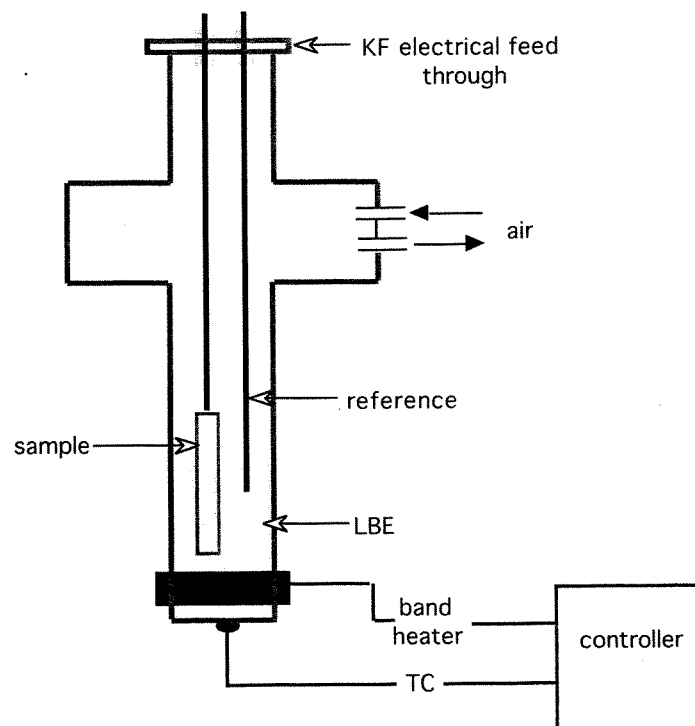 KF electrical feed
through
air
reference
sample
LBE
band
heater
controller
TC